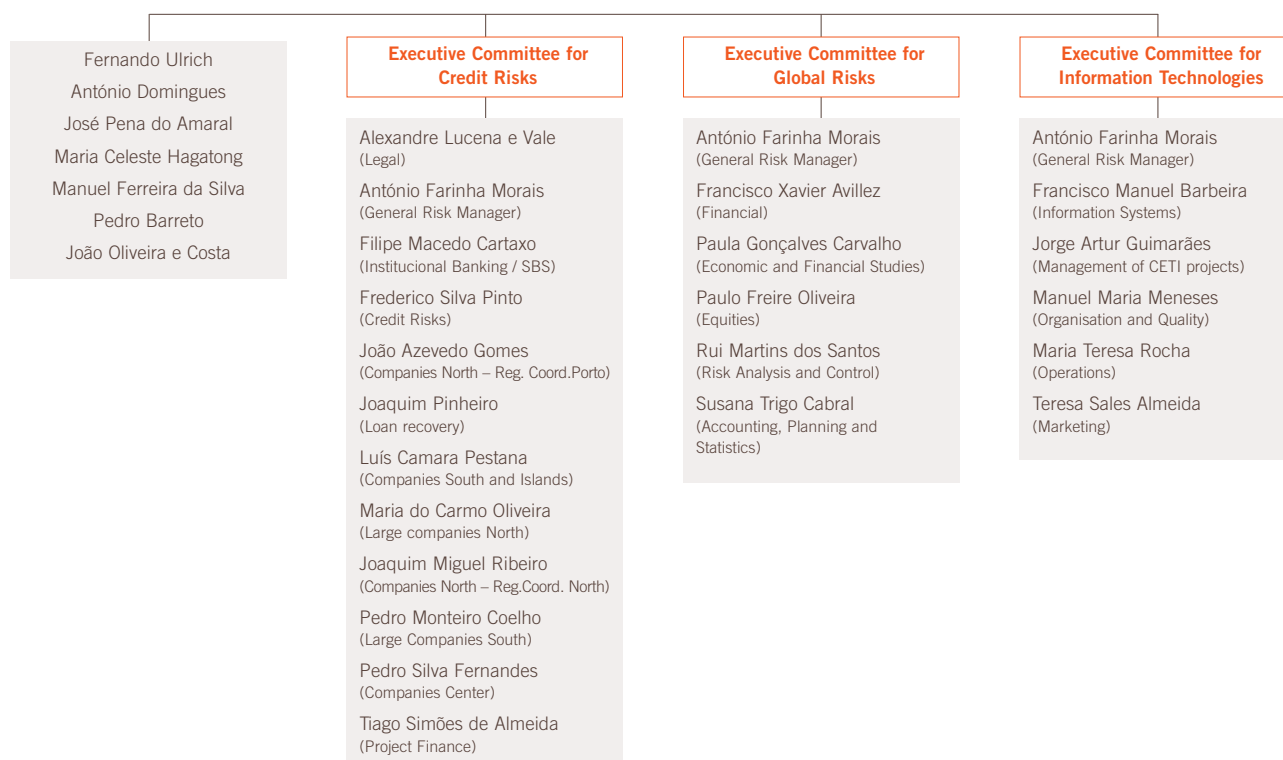 Fernando Ulrich
António Domingues
José Pena do Amaral
Maria Celeste Hagatong
Manuel Ferreira da Silva
Pedro Barreto
João Oliveira e Costa
Executive Committee for
Credit Risks
Alexandre Lucena e Vale
(Legal)
António Farinha Morais
(General Risk Manager)
Filipe Macedo Cartaxo
(Institucional Banking / SBS)
Frederico Silva Pinto
(Credit Risks)
João Azevedo Gomes
(Companies North – Reg. Coord.Porto)
Joaquim Pinheiro
(Loan recovery)
Luís Camara Pestana
(Companies South and Islands)
Maria do Carmo Oliveira
(Large companies North)
Joaquim Miguel Ribeiro
(Companies North – Reg.Coord. North)
Pedro Monteiro Coelho
(Large Companies South)
Pedro Silva Fernandes
(Companies Center)
Tiago Simões de Almeida
(Project Finance)
Executive Committee for
Global Risks
António Farinha Morais
(General Risk Manager)
Francisco Xavier Avillez
(Financial)
Paula Gonçalves Carvalho
(Economic and Financial Studies)
Paulo Freire Oliveira
(Equities)
Rui Martins dos Santos
(Risk Analysis and Control)
Susana Trigo Cabral
(Accounting, Planning and
Statistics)
Executive Committee for
Information Technologies
António Farinha Morais
(General Risk Manager)
Francisco Manuel Barbeira
(Information Systems)
Jorge Artur Guimarães
(Management of CETI projects)
Manuel Maria Meneses
(Organisation and Quality)
Maria Teresa Rocha
(Operations)
Teresa Sales Almeida
(Marketing)